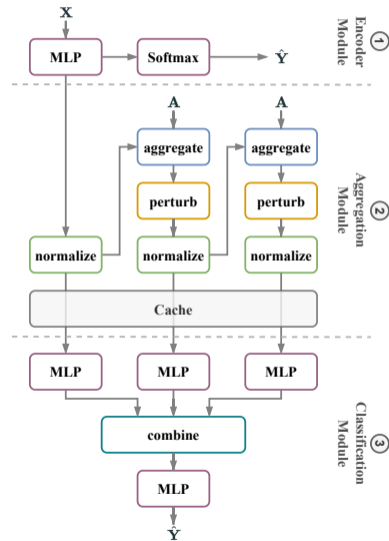 X
MLP
Softmax
Ŷ
Encoder
Module
1
A
A
aggregate
aggregate
perturb
perturb
normalize
normalize
normalize
Aggregation
Module
2
Cache
MLP
MLP
MLP
combine
MLP
Ŷ
Classification
Module
3